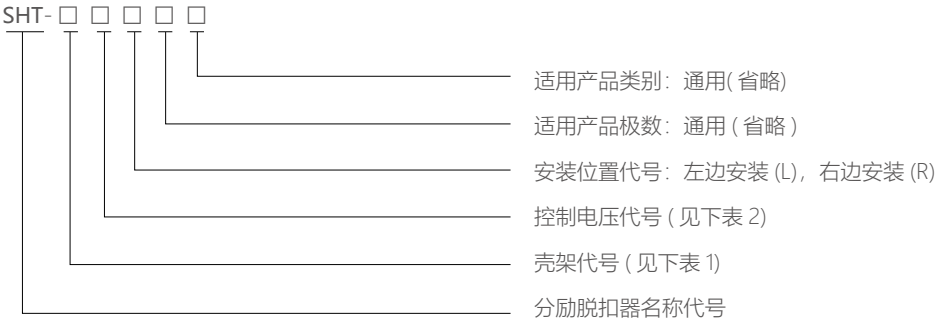 SHT-□ □ □ □ □
适用产品类别：通用( 省略)
适用产品极数：通用 ( 省略 )
安装位置代号：左边安装 (L)，右边安装 (R)
控制电压代号 ( 见下表 2)
壳架代号 ( 见下表 1)
分励脱扣器名称代号